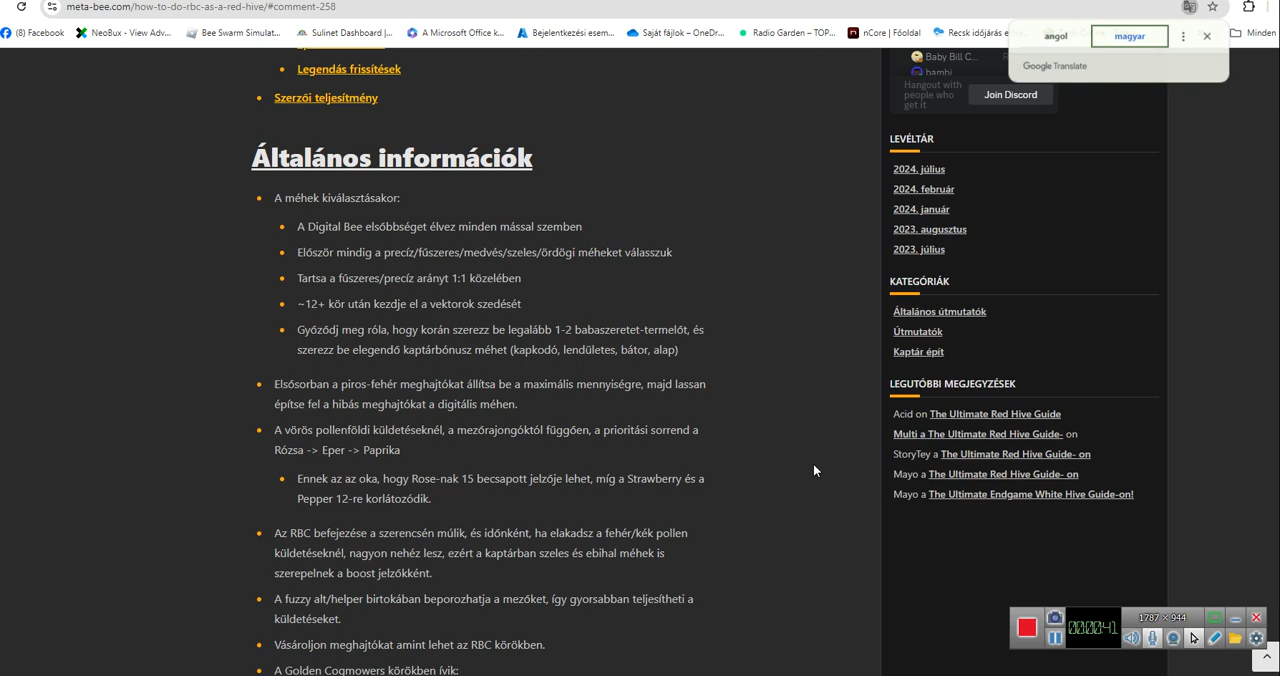 meta-bee.com/how-to-do-rbc-as-a-red-hive/#comment-258
(8) Facebook
NeoBux - View Adv...
Bee Swarm Simulat...
Sulinet Dashboard |...
A Microsoft Office k...
Bejelentkezési esem...
Saját fájlok – OneDr...
Radio Garden – TOP...
nCore | Főoldal
Recsk időjárás
Minden
angol
magyar
Google Translate
Legendás frissítések
Szerzői teljesítmény
Baby Bill C...
bambi
Hangout with
people who
get it
Join Discord
Általános információk
A méhek kiválasztásakor:
A Digital Bee elsőbbséget élvez minden mással szemben
Először mindig a precíz/fűszeres/medvés/szeles/ördögi méheket válasszuk
Tartsa a fűszeres/precíz arányt 1:1 közelében
~12+ kör után kezdje el a vektorok szedését
Győződj meg róla, hogy korán szerezz be legalább 1-2 babaszeretet-termelőt, és
szerezz be elegendő kaptárbónusz méhet (kapkodó, lendületes, bátor, alap)
Elsősorban a piros-fehér meghajtókat állítsa be a maximális mennyiségre, majd lassan
építse fel a hibás meghajtókat a digitális méhen.
A vörös pollenföldi küldetéseknél, a mezőrajongóktól függően, a prioritási sorrend a
Rózsa -> Eper -> Paprika
Ennek az az oka, hogy Rose-nak 15 becsapott jelzője lehet, míg a Strawberry és a
Pepper 12-re korlátozódik.
Az RBC befejezése a szerencsén múlik, és időnként, ha elakadsz a fehér/kék pollen
küldetéseknél, nagyon nehéz lesz, ezért a kaptárban szeles és ebihal méhek is
szerepelnek a boost jelzőkként.
A fuzzy alt/helper birtokában beporozhatja a mezőket, így gyorsabban teljesítheti a
küldetéseket.
Vásároljon meghajtókat amint lehet az RBC körökben.
A Golden Cogmowers körökben ívik:
LEVÉLTÁR
2024. július
2024. február
2024. január
2023. augusztus
2023. július
KATEGÓRIÁK
Általános útmutatók
Útmutatók
Kaptár épít
LEGUTÓBBI MEGJEGYZÉSEK
Acid on The Ultimate Red Hive Guide
Multi a The Ultimate Red Hive Guide- on
StoryTey a The Ultimate Red Hive Guide- on
Mayo a The Ultimate Red Hive Guide- on
Mayo a The Ultimate Endgame White Hive Guide-on!
1787 × 944
00:00:41